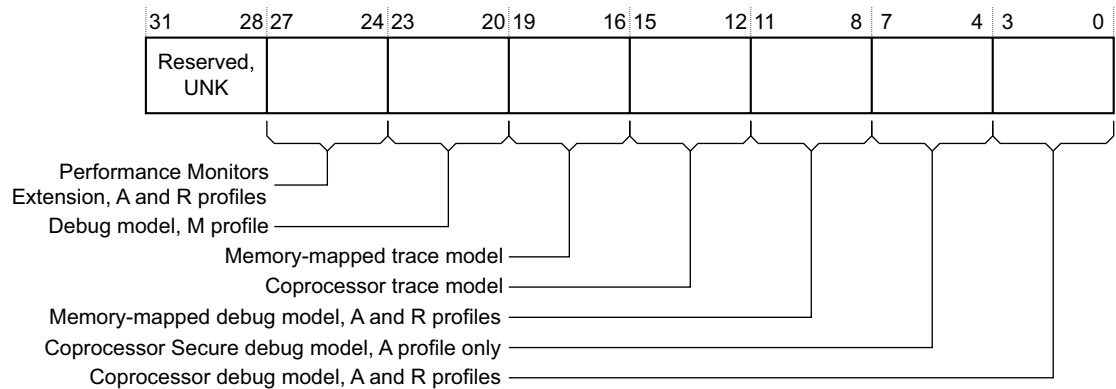 31 28 27 24 23 20 19 16 15 12 11 8 7 4 3 0
Reserved,
UNK
Performance Monitors
Extension, A and R profiles
Debug model, M profile
Memory-mapped trace model
Coprocessor trace model
Memory-mapped debug model, A and R profiles
Coprocessor Secure debug model, A profile only
Coprocessor debug model, A and R profiles